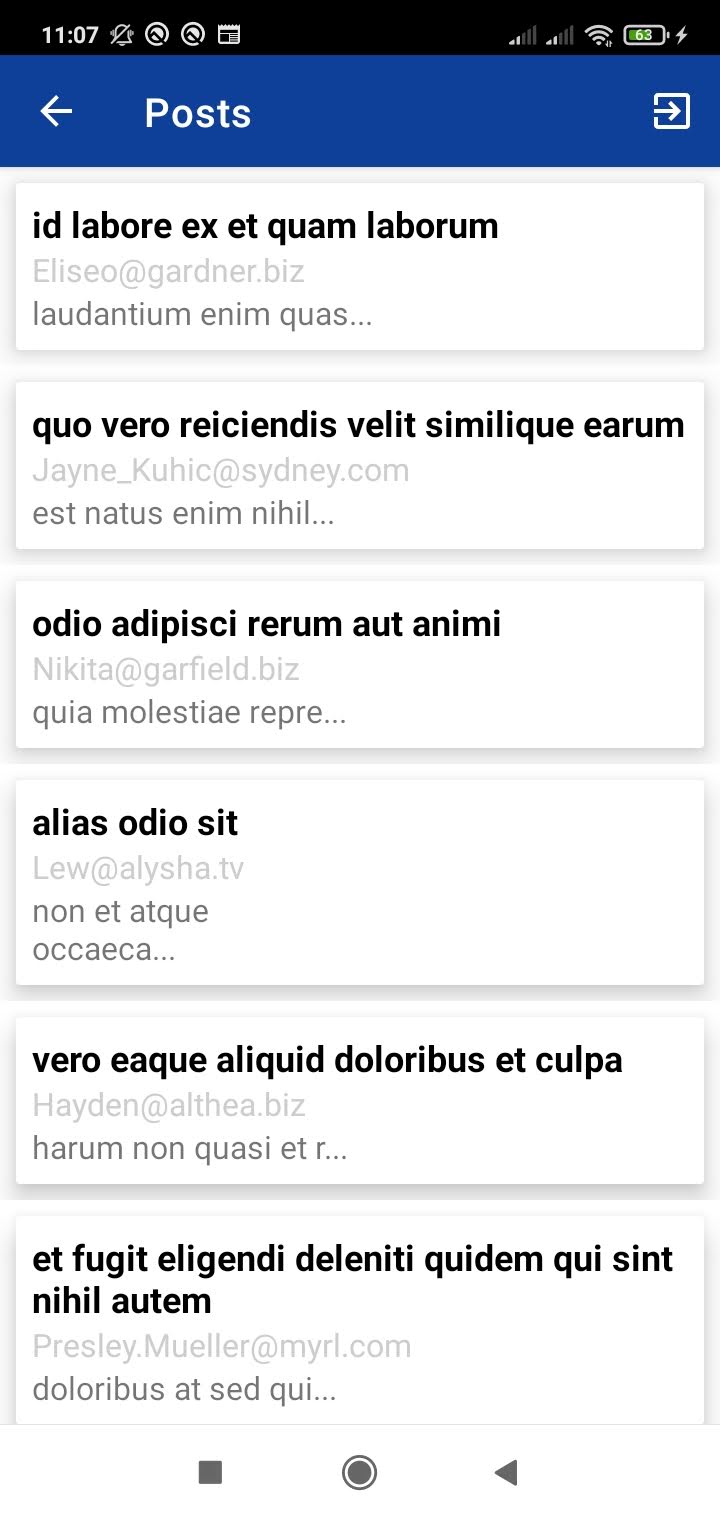 11:07
63
Posts
id labore ex et quam laborum
Eliseo@gardner.biz
laudantium enim quas...
quo vero reiciendis velit similique earum
Jayne_Kuhic@sydney.com
est natus enim nihil...
odio adipisci rerum aut animi
Nikita@garfield.biz
quia molestiae repre...
alias odio sit
Lew@alysha.tv
non et atque
occaeca...
vero eaque aliquid doloribus et culpa
Hayden@althea.biz
harum non quasi et r...
et fugit eligendi deleniti quidem qui sint
nihil autem
Presley.Mueller@myrl.com
doloribus at sed qui...